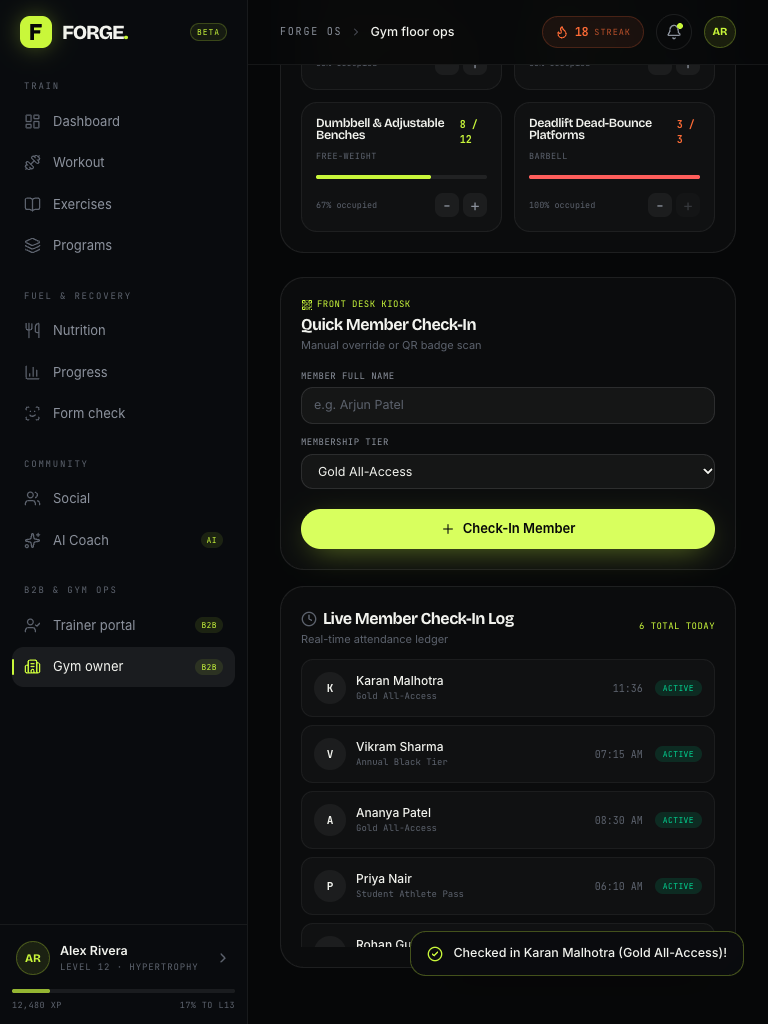 FORGE.
BETA
TRAIN
Dashboard
Workout
Exercises
Programs
FUEL & RECOVERY
Nutrition
Progress
Form check
COMMUNITY
Social
AI Coach
AI
B2B & GYM OPS
Trainer portal
B2B
Gym owner
B2B
Alex Rivera
LEVEL 12 · HYPERTROPHY
12,480 XP
17% TO L13
FORGE OS
Gym floor ops
18 STREAK
AR
Dumbbell & Adjustable
Benches
8 /
12
FREE-WEIGHT
67% occupied
-
+
Deadlift Dead-Bounce
Platforms
3 /
3
BARBELL
100% occupied
-
+
FRONT DESK KIOSK
Quick Member Check-In
Manual override or QR badge scan
MEMBER FULL NAME
e.g. Arjun Patel
MEMBERSHIP TIER
Gold All-Access
+ Check-In Member
Live Member Check-In Log
6 TOTAL TODAY
Real-time attendance ledger
K
Karan Malhotra
Gold All-Access
11:36
ACTIVE
V
Vikram Sharma
Annual Black Tier
07:15 AM
ACTIVE
A
Ananya Patel
Gold All-Access
08:30 AM
ACTIVE
P
Priya Nair
Student Athlete Pass
06:10 AM
ACTIVE
Rohan
Checked in Karan Malhotra (Gold All-Access)!
F
AR